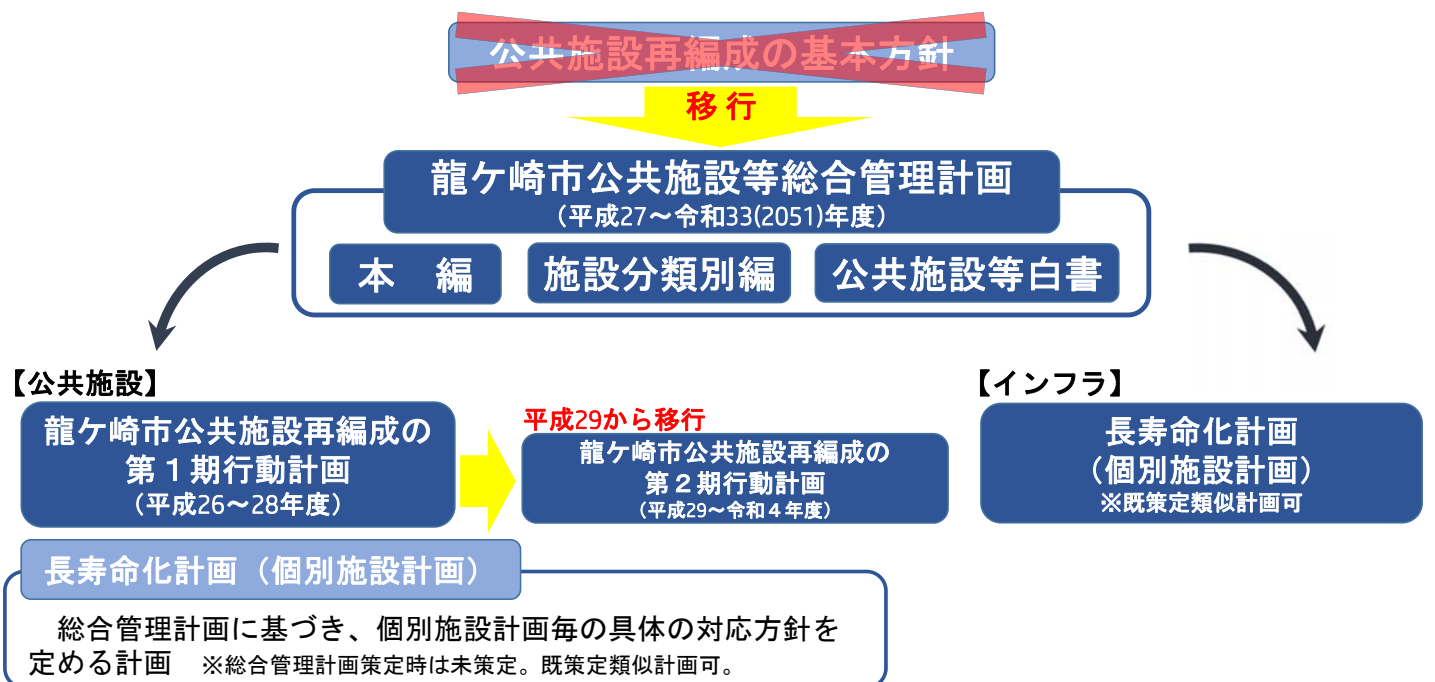 公共施設再編成の基本方針
移行
龍ケ崎市公共施設等総合管理計画
（平成27～令和33(2051)年度）
本　編
施設分類別編
公共施設等白書
【公共施設】
龍ケ崎市公共施設再編成の
第１期行動計画
（平成26～28年度）
平成29から移行
龍ケ崎市公共施設再編成の
第２期行動計画
（平成29～令和４年度）
【インフラ】
長寿命化計画
（個別施設計画）
※既策定類似計画可
長寿命化計画（個別施設計画）
総合管理計画に基づき、個別施設計画毎の具体の対応方針を
定める計画　※総合管理計画策定時は未策定。既策定類似計画可。